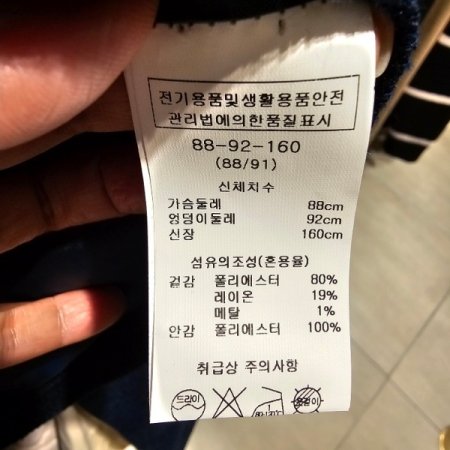 전기용품및생활용품안전
관리법에의한품질표시
88-92-160
(88/91)
신체치수
가슴둘레 88cm
엉덩이둘레 92cm
신장 160cm
섬유의조성(혼용율)
겉감 폴리에스터 80%
레이온 19%
메탈 1%
안감 폴리에스터 100%
취급상 주의사항
드라이